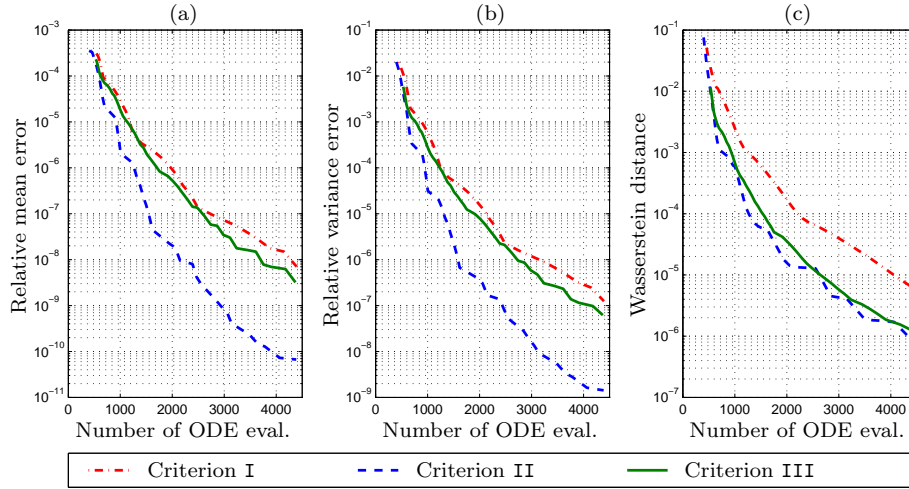 (a)
Relative mean error
10⁻³
10⁻⁴
10⁻⁵
10⁻⁶
10⁻⁷
10⁻⁸
10⁻⁹
10⁻¹⁰
10⁻¹¹
0 1000 2000 3000 4000
Number of ODE eval.
(b)
Relative variance error
10⁻¹
10⁻²
10⁻³
10⁻⁴
10⁻⁵
10⁻⁶
10⁻⁷
10⁻⁸
10⁻⁹
0 1000 2000 3000 4000
Number of ODE eval.
(c)
Wasserstein distance
10⁻¹
10⁻²
10⁻³
10⁻⁴
10⁻⁵
10⁻⁶
10⁻⁷
0 1000 2000 3000 4000
Number of ODE eval.
Criterion I Criterion II Criterion III